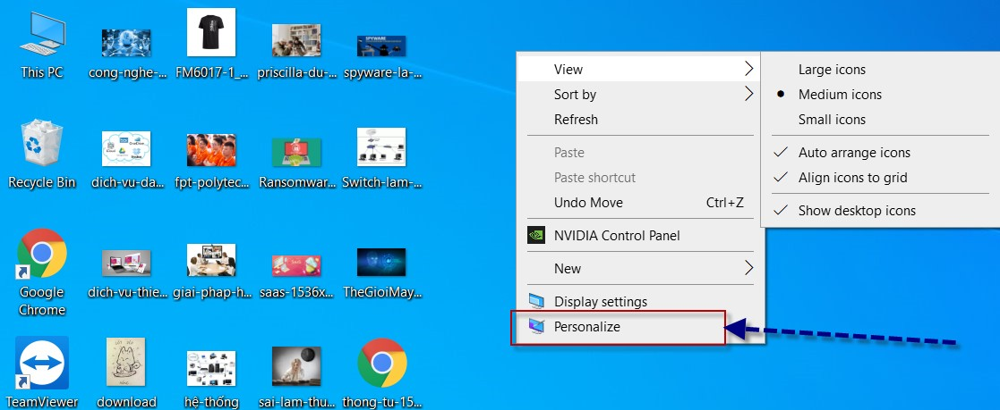 This PC
cong-nghe-...
FM6017-1_...
priscilla-du-...
spyware-la-...
SPYWARE
Recycle Bin
dich-vu-da...
fpt-polytec...
Ransomwar...
Switch-lam-...
Google
Chrome
dich-vu-thie...
giai-phap-h...
saas-1536x...
TheGioiMay...
TeamViewer
download
hệ-thống
sai-lam-thu...
thong-tu-15...
View
Sort by
Refresh
Paste
Paste shortcut
Undo Move Ctrl+Z
NVIDIA Control Panel
New
Display settings
Personalize
Large icons
Medium icons
Small icons
Auto arrange icons
Align icons to grid
Show desktop icons